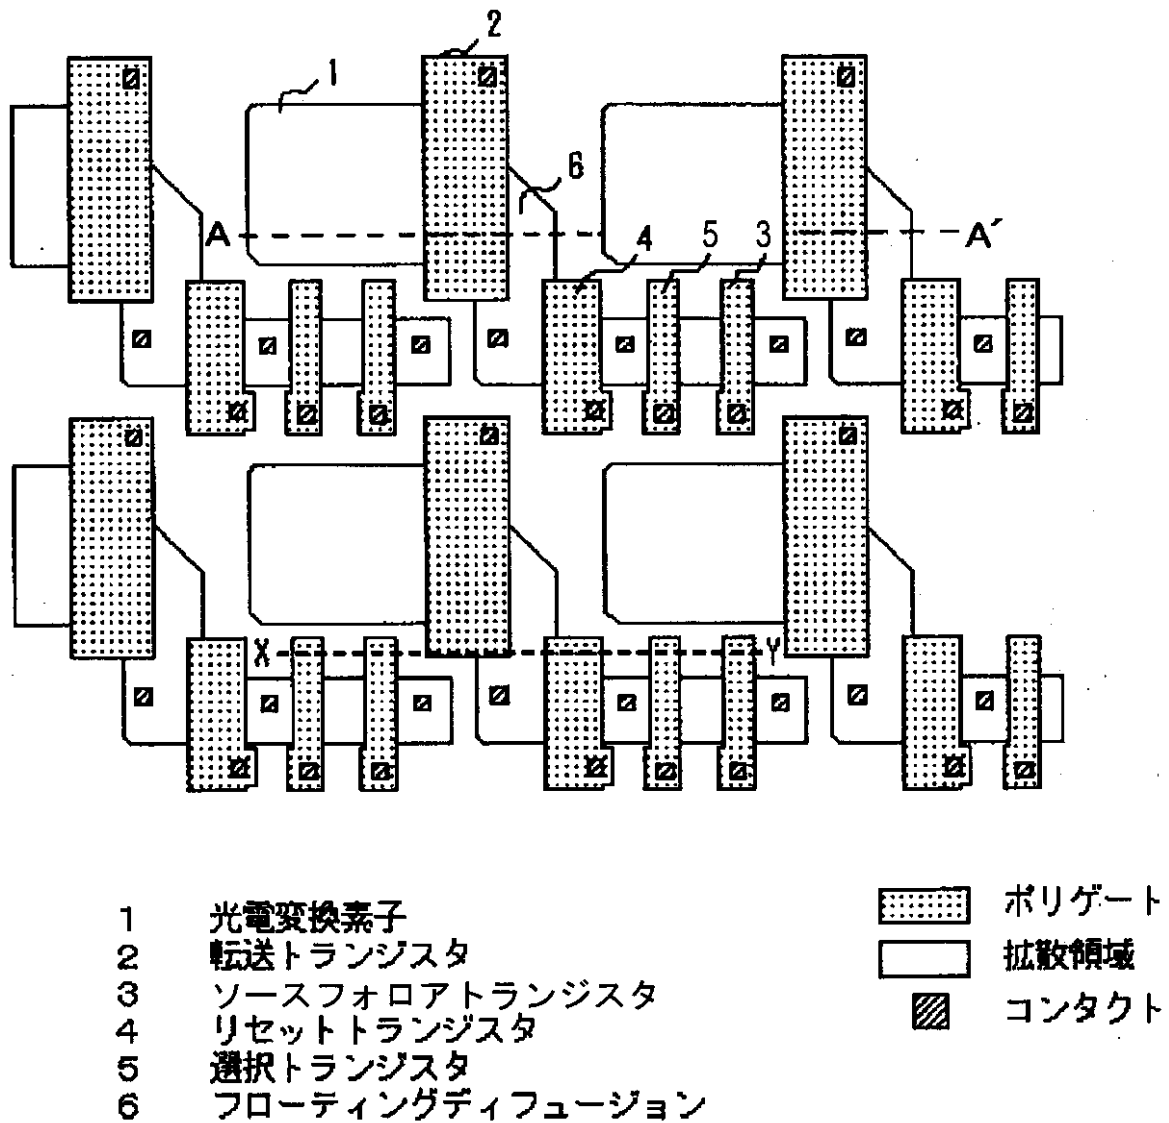 2
1
6
A
A′
4
5
3
X
Y
1 光電変換素子
2 転送トランジスタ
3 ソースフォロアトランジスタ
4 リセットトランジスタ
5 選択トランジスタ
6 フローティングディフュージョン
ポリゲート
拡散領域
コンタクト